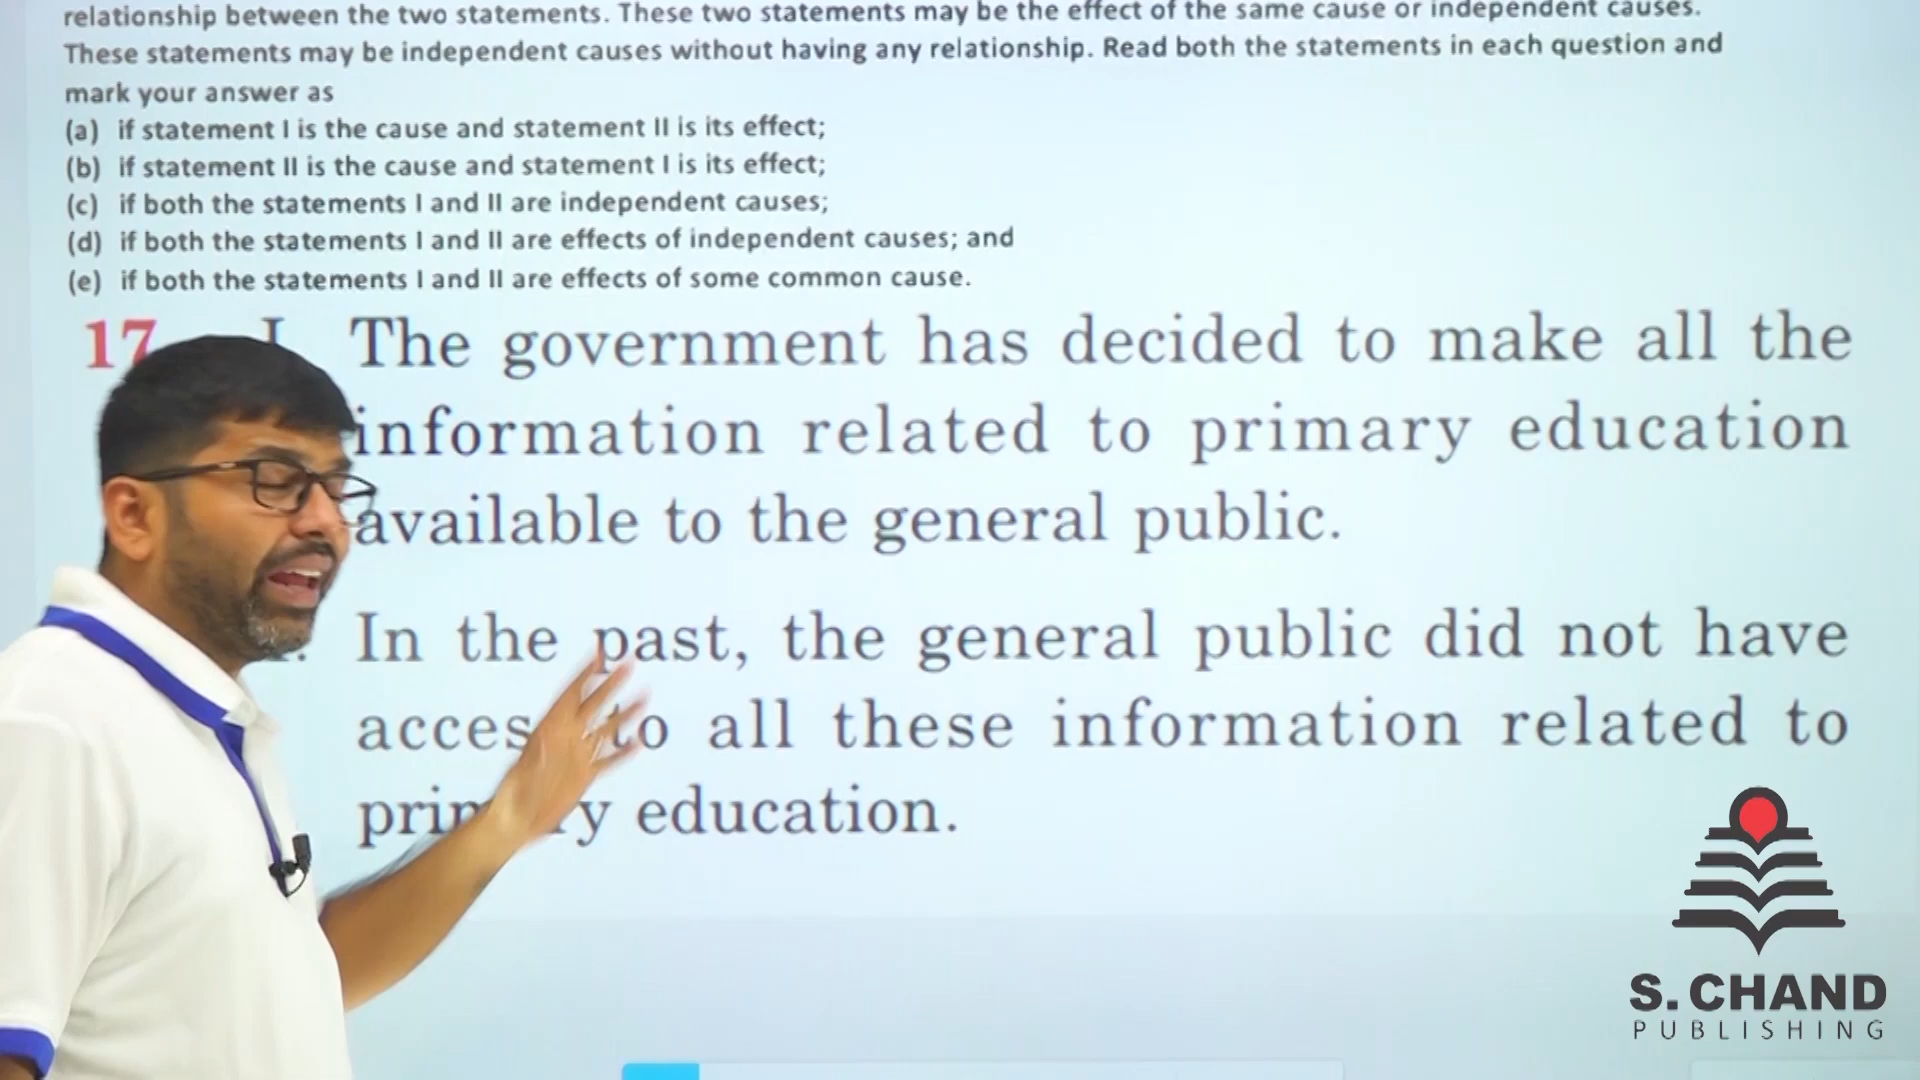 relationship between the two statements. These two statements may be the effect of the same cause or independent causes.
These statements may be independent causes without having any relationship. Read both the statements in each question and
mark your answer as
(a) if statement I is the cause and statement II is its effect;
(b) if statement II is the cause and statement I is its effect;
(c) if both the statements I and II are independent causes;
(d) if both the statements I and II are effects of independent causes; and
(e) if both the statements I and II are effects of some common cause.
17 I. The government has decided to make all the
information related to primary education
available to the general public.
In the past, the general public did not have
to all these information related to
education.
S. CHAND
PUBLISHING